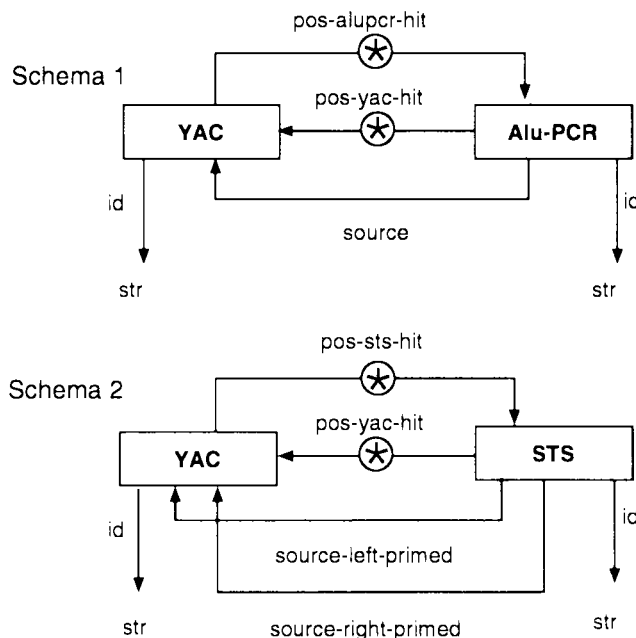 pos-alupcr-hit
Schema 1
pos-yac-hit
YAC
Alu-PCR
id
id
source
str
str
pos-sts-hit
Schema 2
pos-yac-hit
YAC
STS
id
id
source-left-primed
str
str
source-right-primed